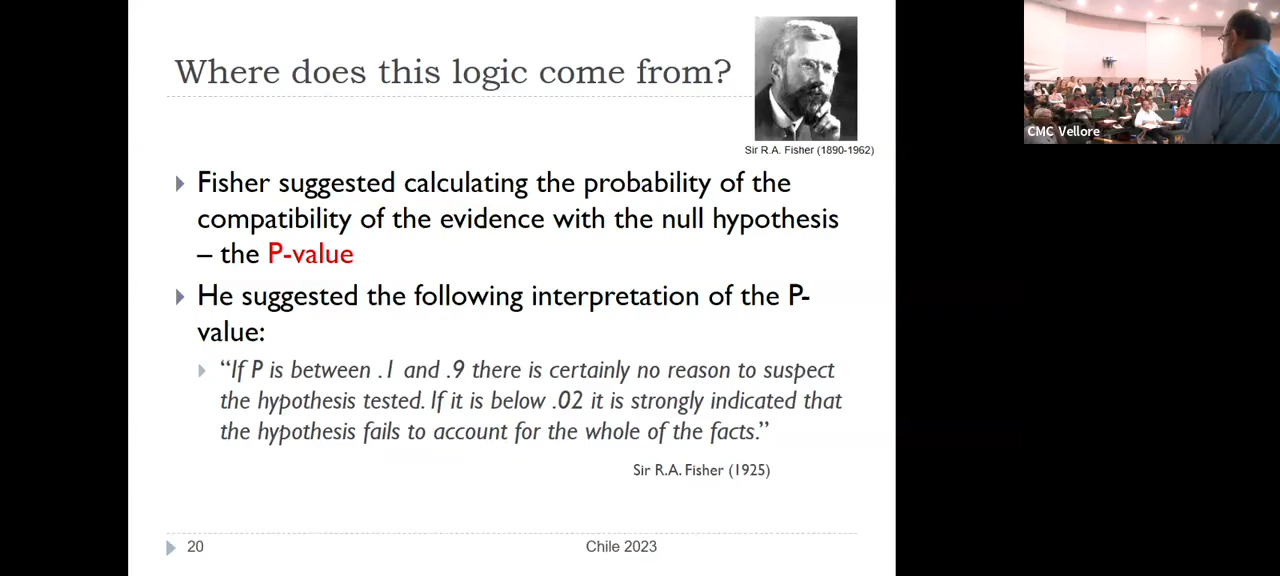 Where does this logic come from?
Sir R.A. Fisher (1890-1962)
Fisher suggested calculating the probability of the
compatibility of the evidence with the null hypothesis
– the P-value
He suggested the following interpretation of the P-
value:
“If P is between .1 and .9 there is certainly no reason to suspect
the hypothesis tested. If it is below .02 it is strongly indicated that
the hypothesis fails to account for the whole of the facts.”
Sir R.A. Fisher (1925)
20
Chile 2023
CMC Vellore